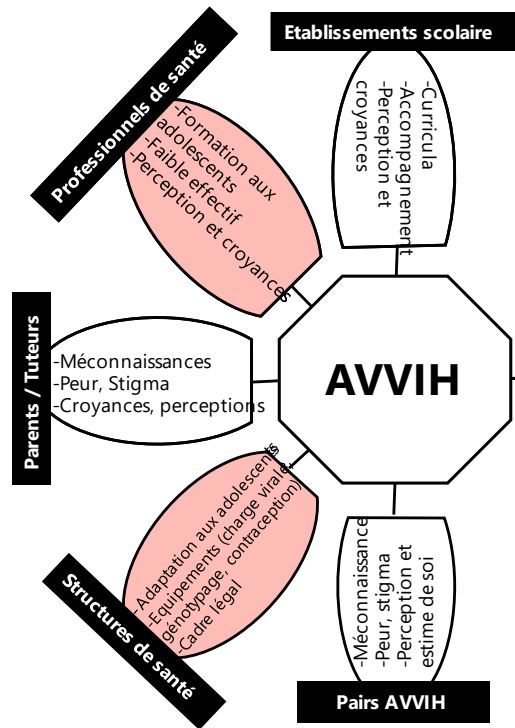 Etablissements scolaire
-Curricula
-Accompagnement
-Perception et
croyances
Professionnels de santé
-Formation aux
adolescents
-Faible effectif
-Perception et croyances
Parents / Tuteurs
-Méconnaissances
-Peur, Stigma
-Croyances, perceptions
AVVIH
Structures de santé
-Adaptation aux adolescents
-Equipements (charge virale,
génotypage, contraception)
-Cadre légal
Pairs AVVIH
-Méconnaissance
-Peur, stigma
-Perception et
estime de soi